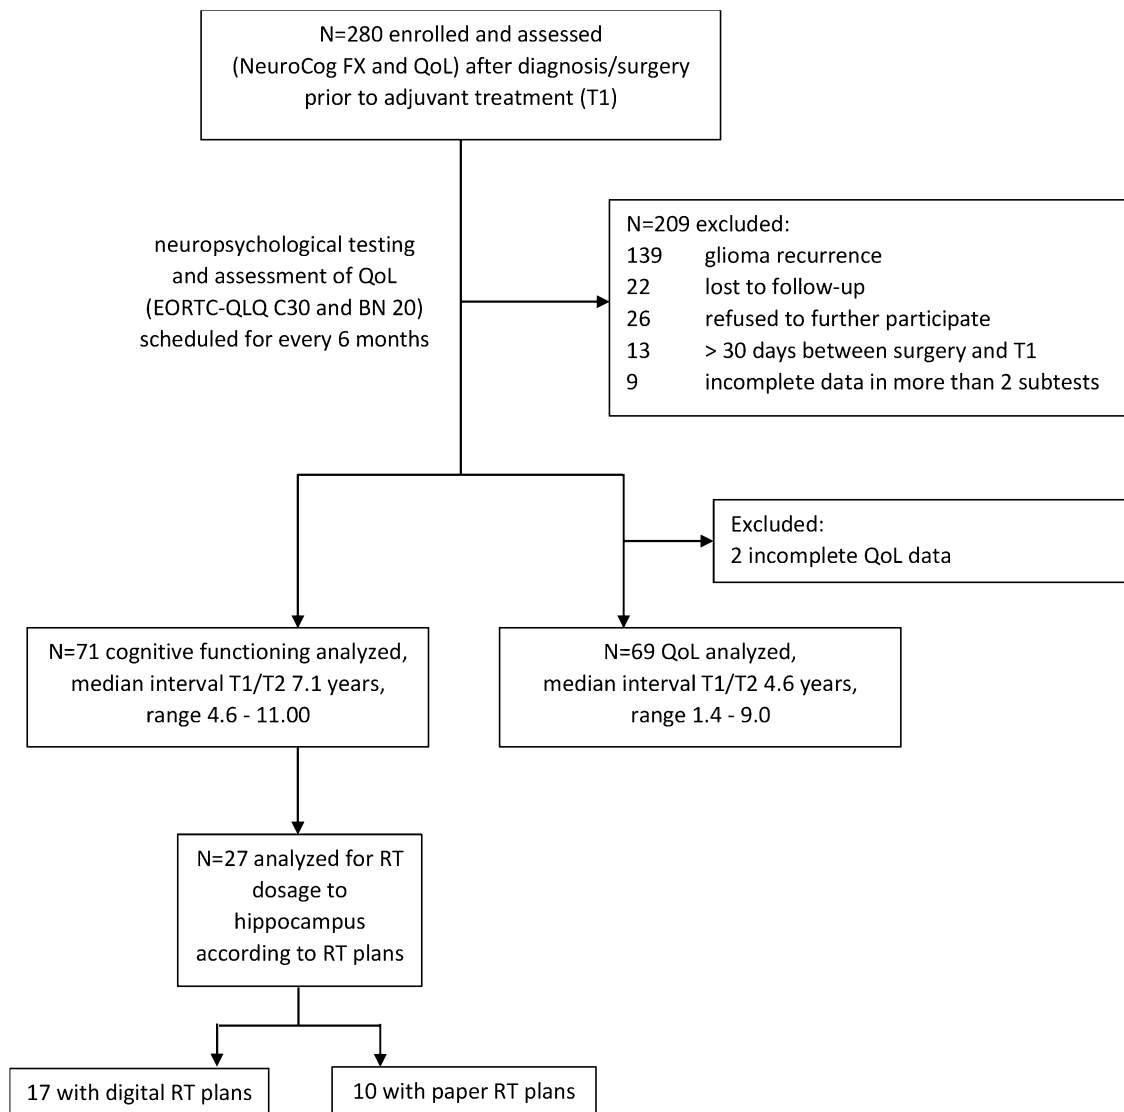 N=280 enrolled and assessed
(NeuroCog FX and QoL) after diagnosis/surgery
prior to adjuvant treatment (T1)
neuropsychological testing
and assessment of QoL
(EORTC-QLQ C30 and BN 20)
scheduled for every 6 months
N=209 excluded:
139 glioma recurrence
22 lost to follow-up
26 refused to further participate
13 > 30 days between surgery and T1
9 incomplete data in more than 2 subtests
Excluded:
2 incomplete QoL data
N=71 cognitive functioning analyzed,
median interval T1/T2 7.1 years,
range 4.6 - 11.00
N=69 QoL analyzed,
median interval T1/T2 4.6 years,
range 1.4 - 9.0
N=27 analyzed for RT
dosage to
hippocampus
according to RT plans
17 with digital RT plans
10 with paper RT plans